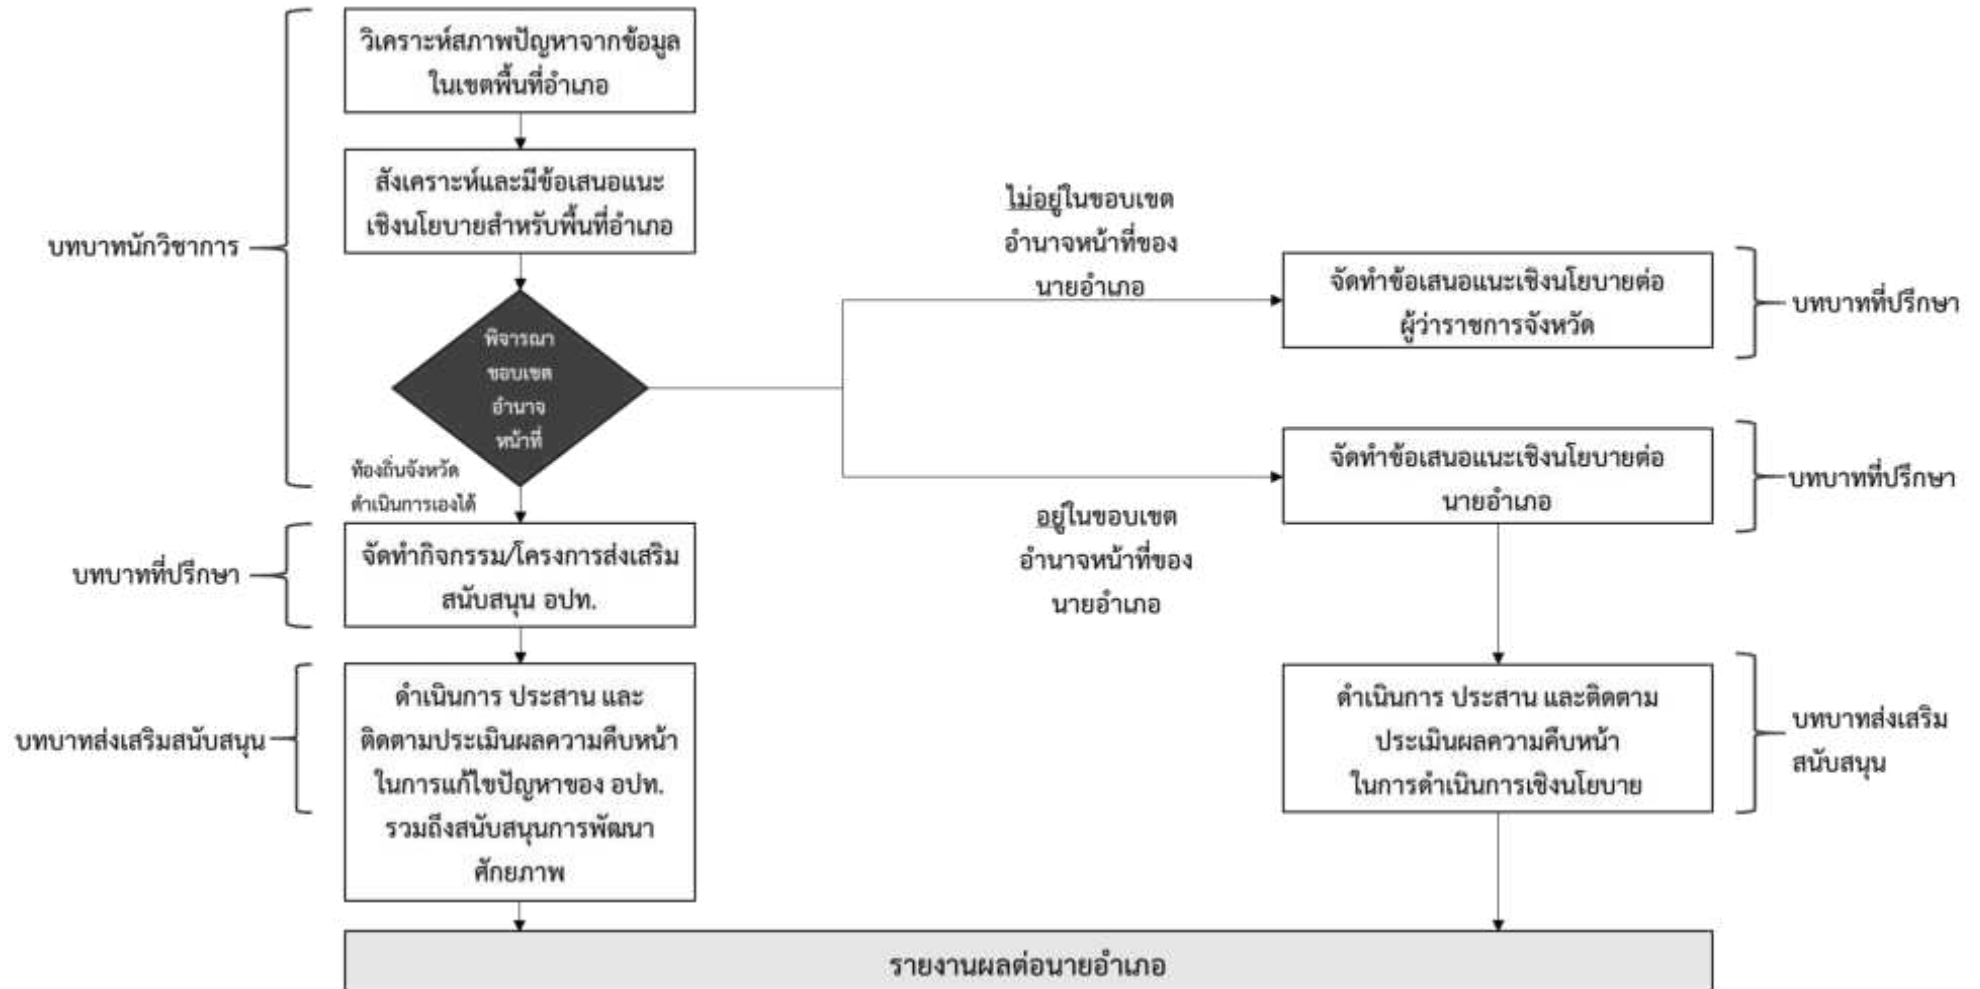 วิเคราะห์สภาพปัญหาจากข้อมูล
ในเขตพื้นที่อำเภอ
สังเคราะห์และมีข้อเสนอแนะ
เชิงนโยบายสำหรับพื้นที่อำเภอ
บทบาทนักวิชาการ
พิจารณา
ขอบเขต
อำนาจ
หน้าที่
ไม่อยู่ในขอบเขต
อำนาจหน้าที่ของ
นายอำเภอ
จัดทำข้อเสนอแนะเชิงนโยบายต่อ
ผู้ว่าราชการจังหวัด
บทบาทที่ปรึกษา
อยู่ในขอบเขต
อำนาจหน้าที่ของ
นายอำเภอ
จัดทำข้อเสนอแนะเชิงนโยบายต่อ
นายอำเภอ
บทบาทที่ปรึกษา
ท้องถิ่นจังหวัด
ดำเนินการเองได้
บทบาทที่ปรึกษา
จัดทำกิจกรรม/โครงการส่งเสริม
สนับสนุน อปท.
บทบาทส่งเสริมสนับสนุน
ดำเนินการ ประสาน และ
ติดตามประเมินผลความคืบหน้า
ในการแก้ไขปัญหาของ อปท.
รวมถึงสนับสนุนการพัฒนา
ศักยภาพ
ดำเนินการ ประสาน และติดตาม
ประเมินผลความคืบหน้า
ในการดำเนินการเชิงนโยบาย
บทบาทส่งเสริม
สนับสนุน
รายงานผลต่อนายอำเภอ